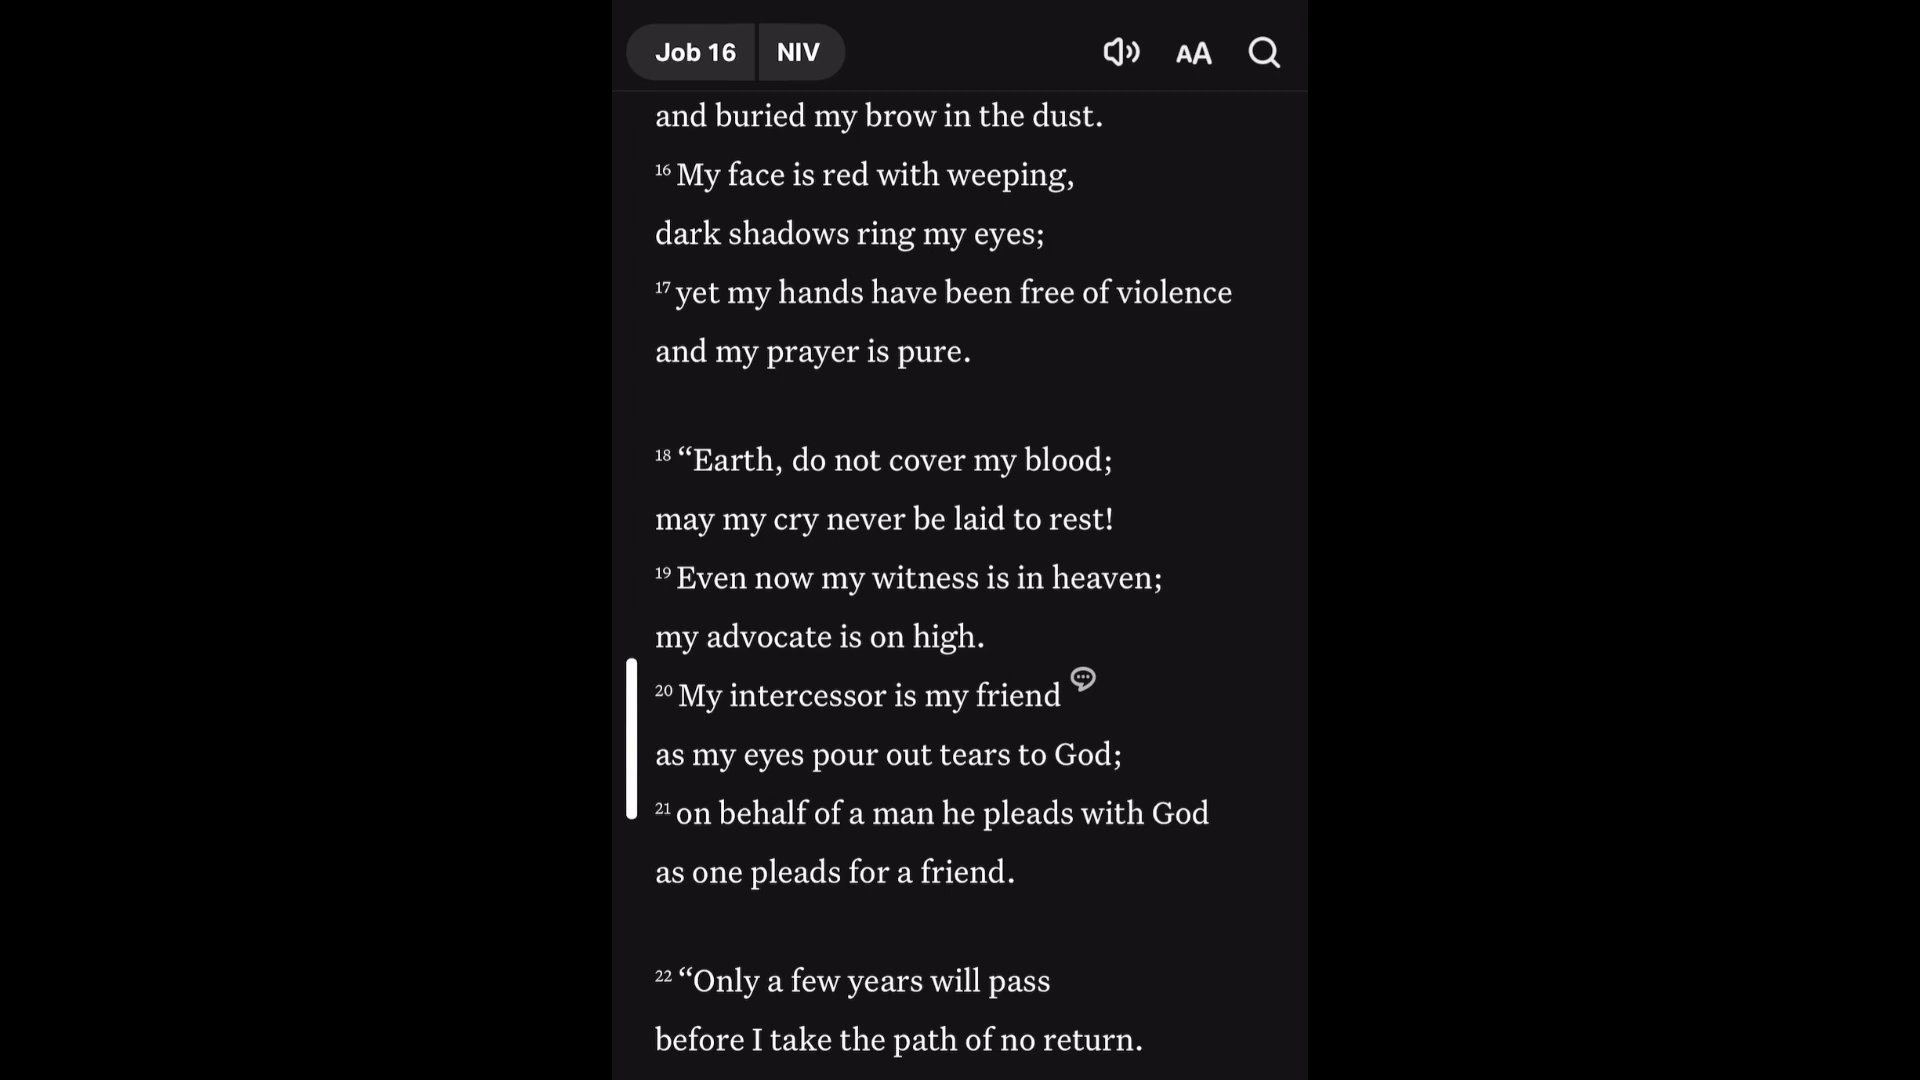 Job 16 NIV AA
and buried my brow in the dust.
16 My face is red with weeping,
dark shadows ring my eyes;
17 yet my hands have been free of violence
and my prayer is pure.
18 “Earth, do not cover my blood;
may my cry never be laid to rest!
19 Even now my witness is in heaven;
my advocate is on high.
20 My intercessor is my friend
as my eyes pour out tears to God;
21 on behalf of a man he pleads with God
as one pleads for a friend.
22 “Only a few years will pass
before I take the path of no return.